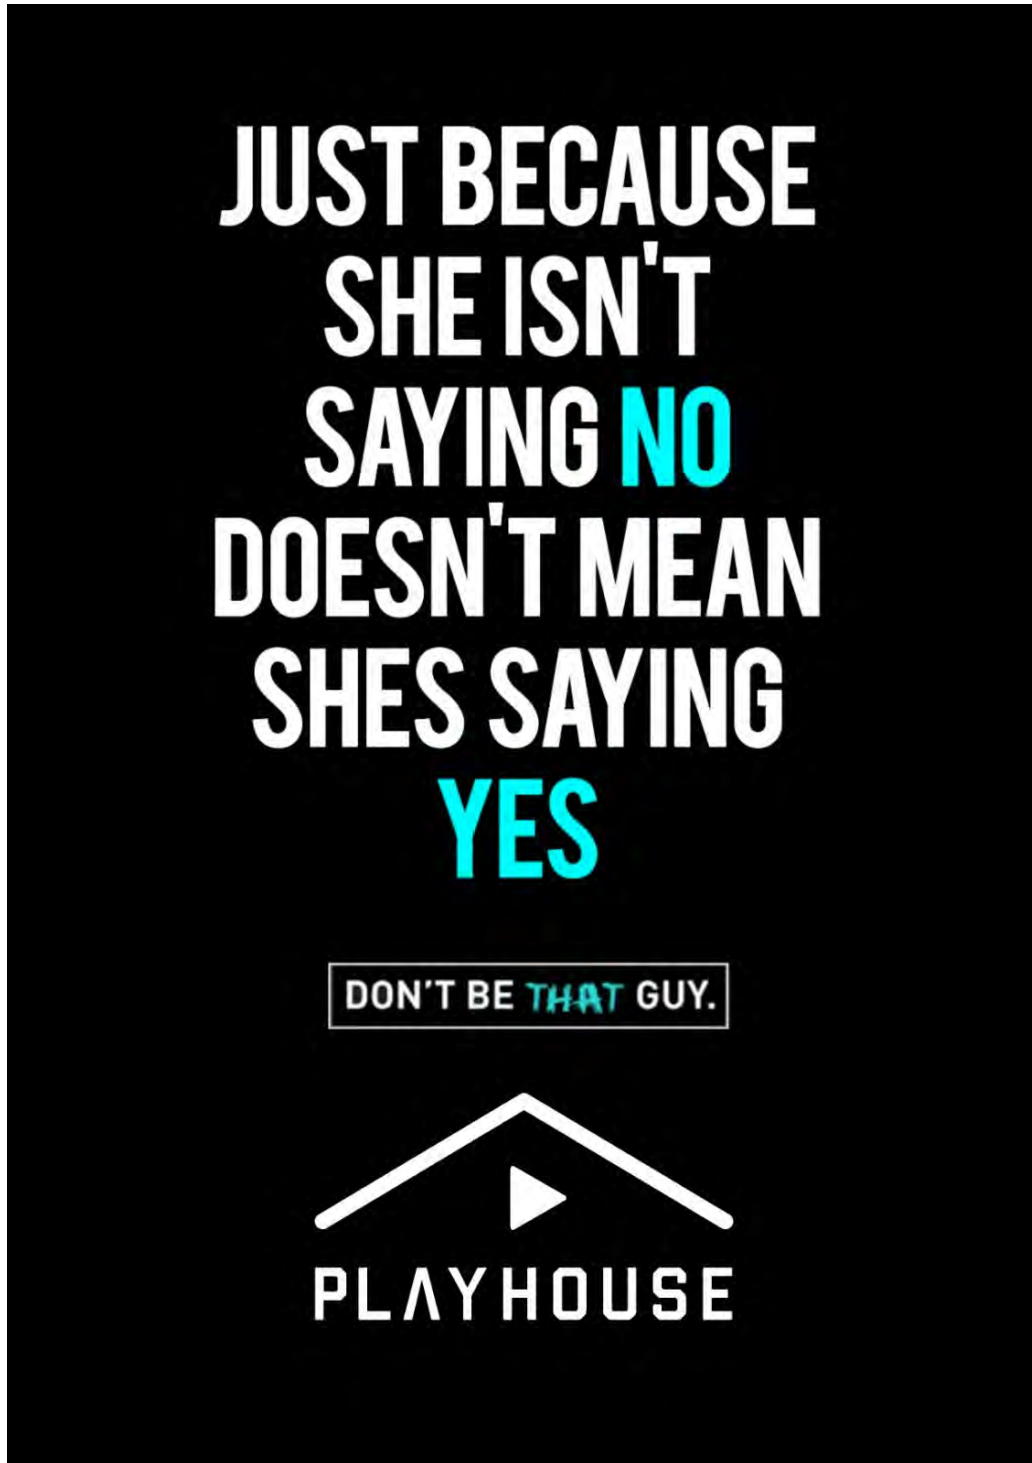 JUST BECAUSE
SHE ISN'T
SAYING NO
DOESN'T MEAN
SHES SAYING
YES
DON'T BE THAT GUY.
PLAYHOUSE